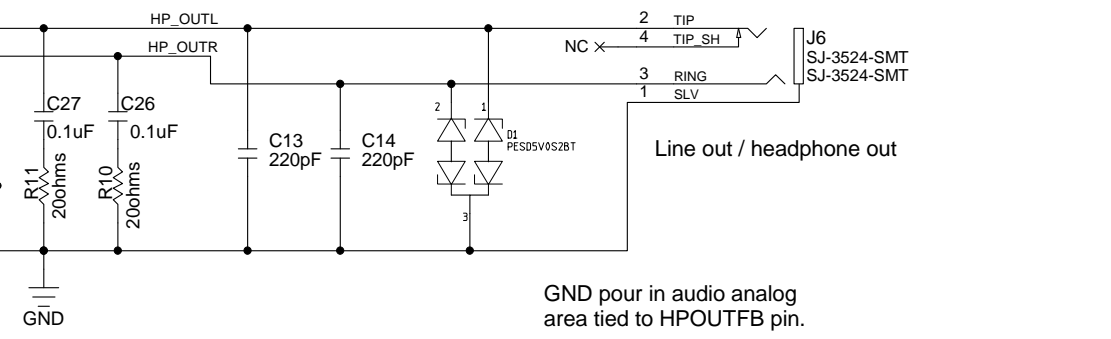 HP_OUTL
HP_OUTR
2 TIP
NC 4 TIP_SH
3 RING
1 SLV
J6
SJ-3524-SMT
SJ-3524-SMT
C27
0.1uF
C26
0.1uF
C13
220pF
C14
220pF
2
1
D1
PESD5V0S2BT
3
R11
20ohms
R10
20ohms
Line out / headphone out
GND
GND pour in audio analog
area tied to HPOUTFB pin.